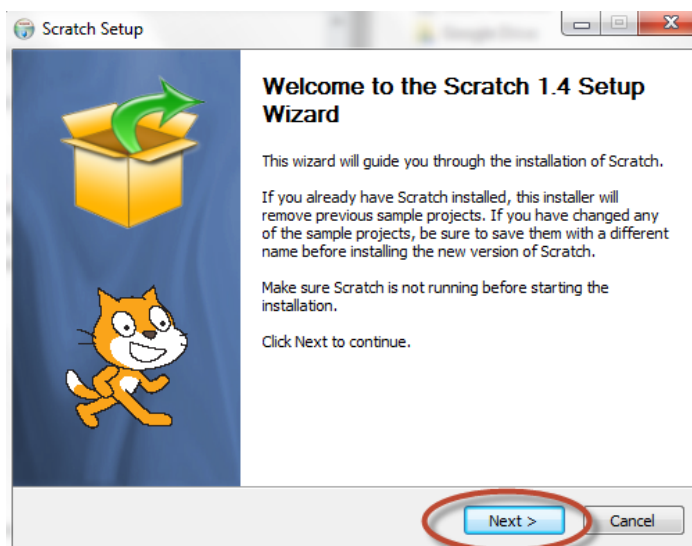 Scratch Setup
Google Drive
Welcome to the Scratch 1.4 Setup
Wizard
This wizard will guide you through the installation of Scratch.
If you already have Scratch installed, this installer will
remove previous sample projects. If you have changed any
of the sample projects, be sure to save them with a different
name before installing the new version of Scratch.
Make sure Scratch is not running before starting the
installation.
Click Next to continue.
Next >
Cancel